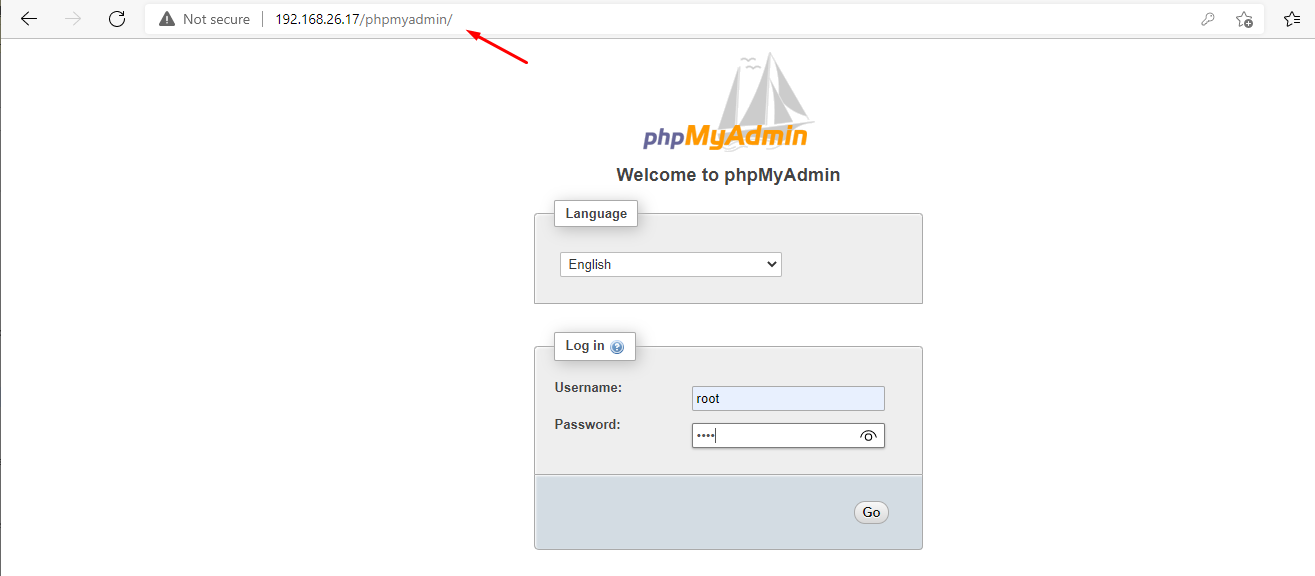 Not secure | 192.168.26.17/phpmyadmin/
phpMyAdmin
Welcome to phpMyAdmin
Language
English
Log in
Username:
root
Password:
••••
Go